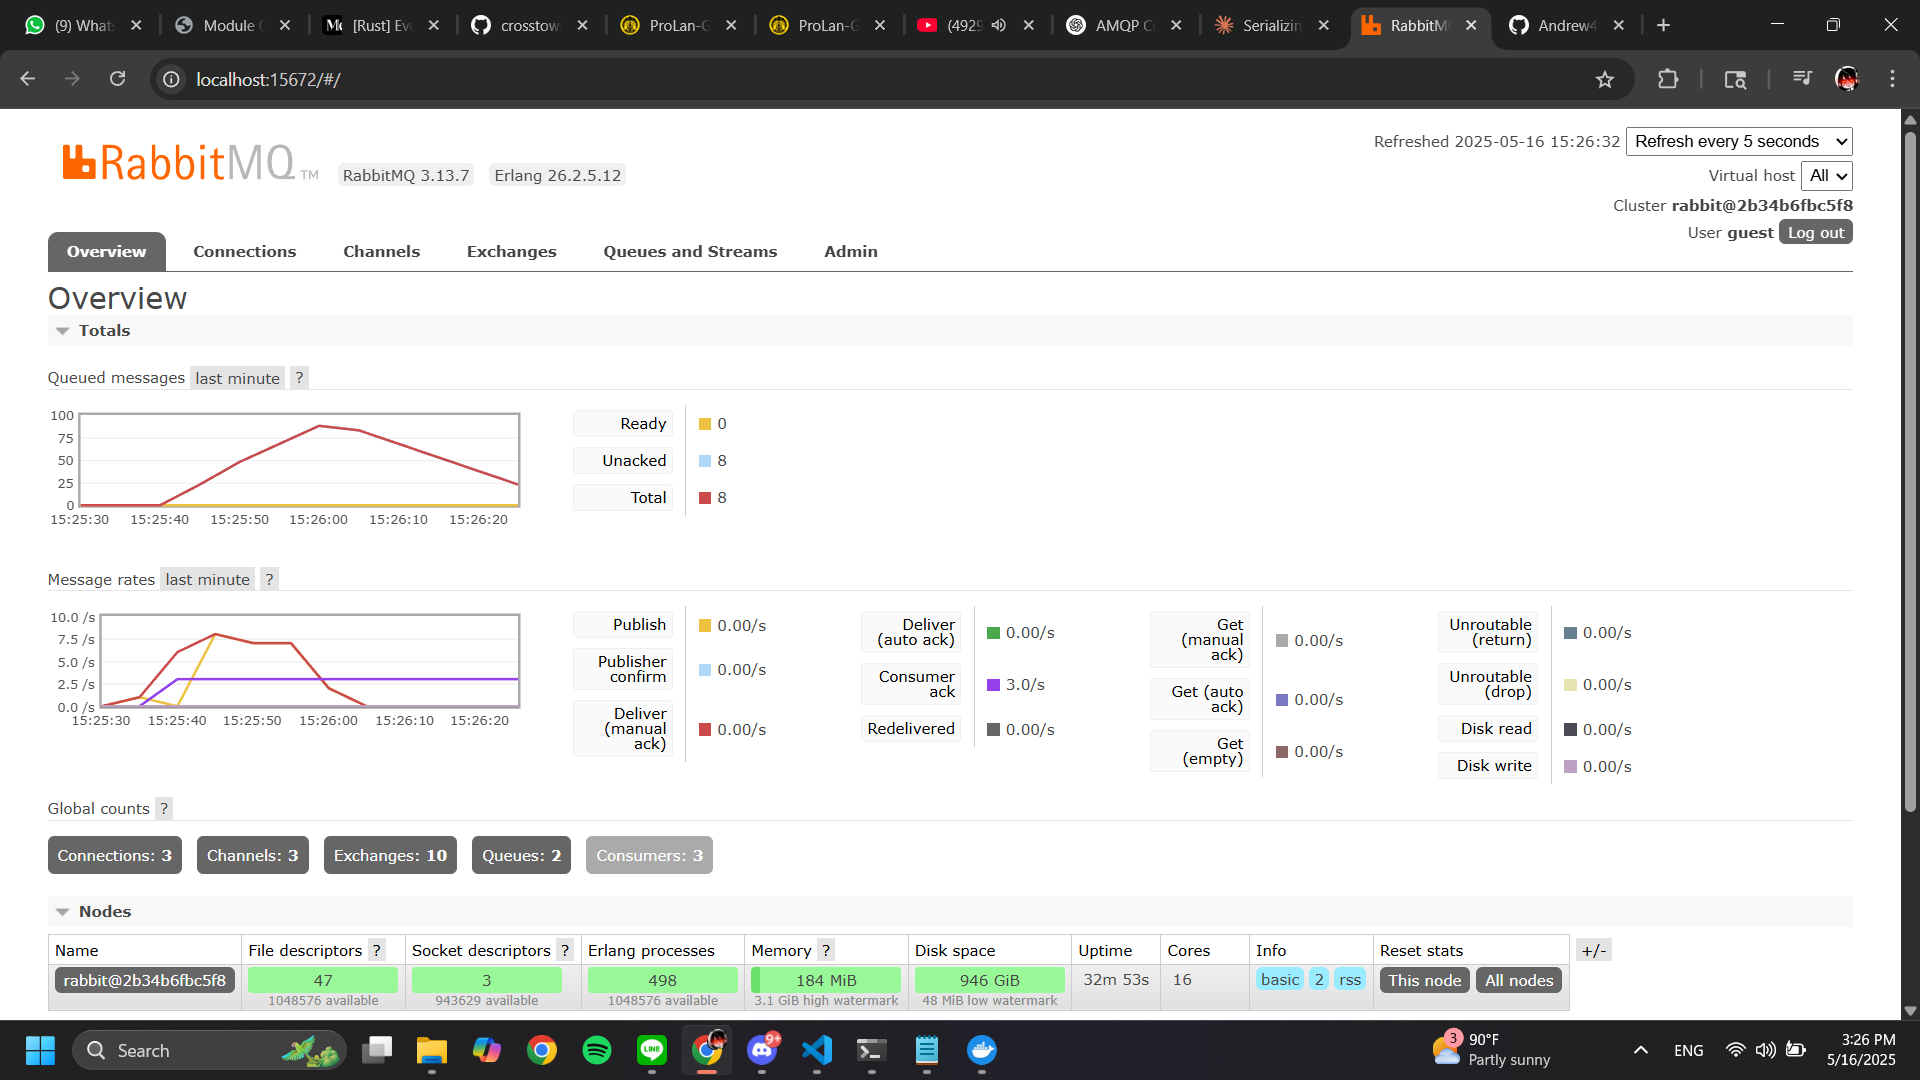 (9) Whats
Module
[Rust] Eve
crosstow
ProLan-G
ProLan-G
(4929
AMQP C
Serializin
RabbitM
Andrew4
localhost:15672/#/
RabbitMQ TM
RabbitMQ 3.13.7
Erlang 26.2.5.12
Refreshed 2025-05-16 15:26:32
Refresh every 5 seconds
Virtual host All
Cluster rabbit@2b34b6fbc5f8
User guest Log out
Overview
Connections
Channels
Exchanges
Queues and Streams
Admin
Overview
Totals
Queued messages last minute ?
100
75
50
25
0
15:25:30 15:25:40 15:25:50 15:26:00 15:26:10 15:26:20
Ready 0
Unacked 8
Total 8
Message rates last minute ?
10.0 /s
7.5 /s
5.0 /s
2.5 /s
0.0 /s
15:25:30 15:25:40 15:25:50 15:26:00 15:26:10 15:26:20
Publish 0.00/s
Publisher
confirm 0.00/s
Deliver
(manual
ack) 0.00/s
Deliver
(auto ack) 0.00/s
Consumer
ack 3.0/s
Redelivered 0.00/s
Get
(manual
ack) 0.00/s
Get (auto
ack) 0.00/s
Get
(empty) 0.00/s
Unroutable
(return) 0.00/s
Unroutable
(drop) 0.00/s
Disk read 0.00/s
Disk write 0.00/s
Global counts ?
Connections: 3
Channels: 3
Exchanges: 10
Queues: 2
Consumers: 3
Nodes
Name File descriptors ? Socket descriptors ? Erlang processes Memory ? Disk space Uptime Cores Info Reset stats +/-
rabbit@2b34b6fbc5f8 47 3 498 184 MiB 946 GiB 32m 53s 16 basic 2 rss This node All nodes
1048576 available 943629 available 1048576 available 3.1 GiB high watermark 48 MiB low watermark
Search
LINE
9+
3
90°F
Partly sunny
ENG
3:26 PM
5/16/2025